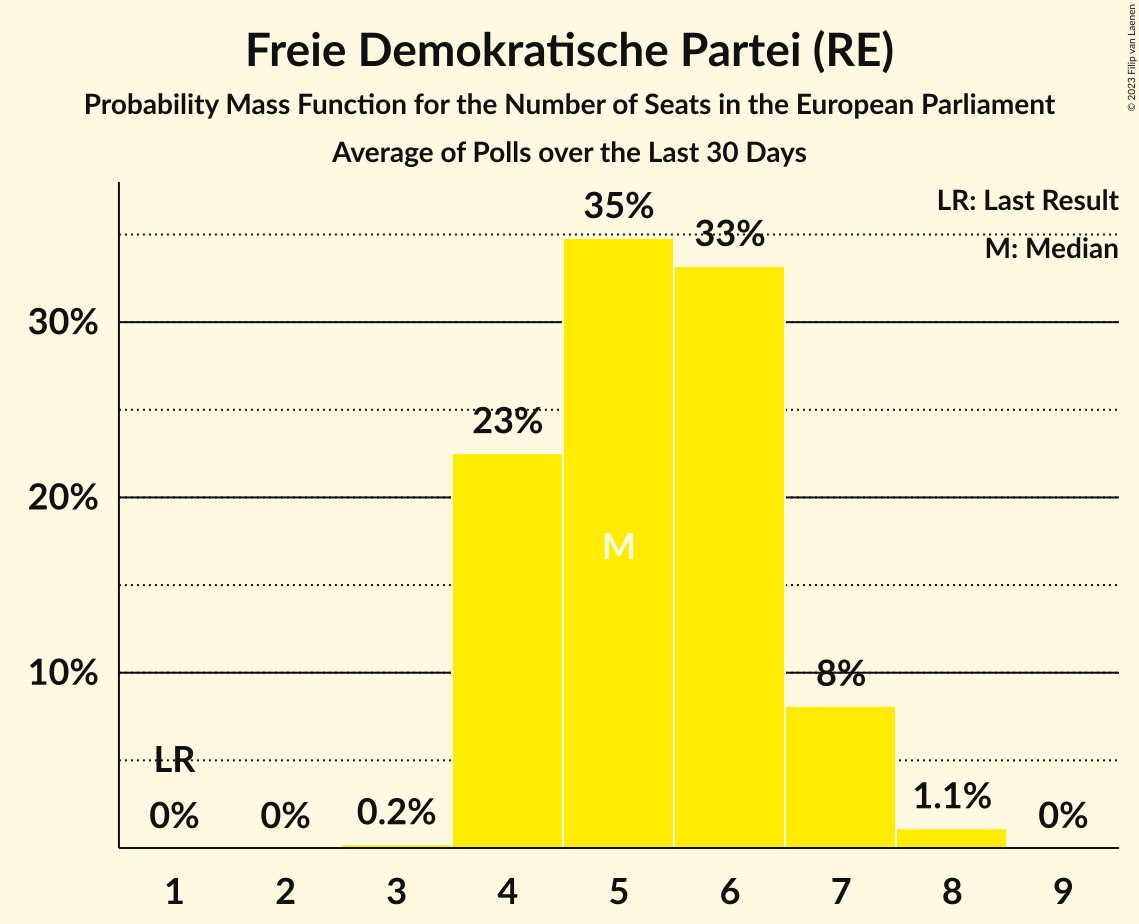 Freie Demokratische Partei (RE)
Probability Mass Function for the Number of Seats in the European Parliament
Average of Polls over the Last 30 Days
© 2023 Filip van Laenen
LR: Last Result
M: Median
35%
33%
30%
23%
20%
M
10%
8%
LR
0%
0%
0.2%
1.1%
0%
1 2 3 4 5 6 7 8 9